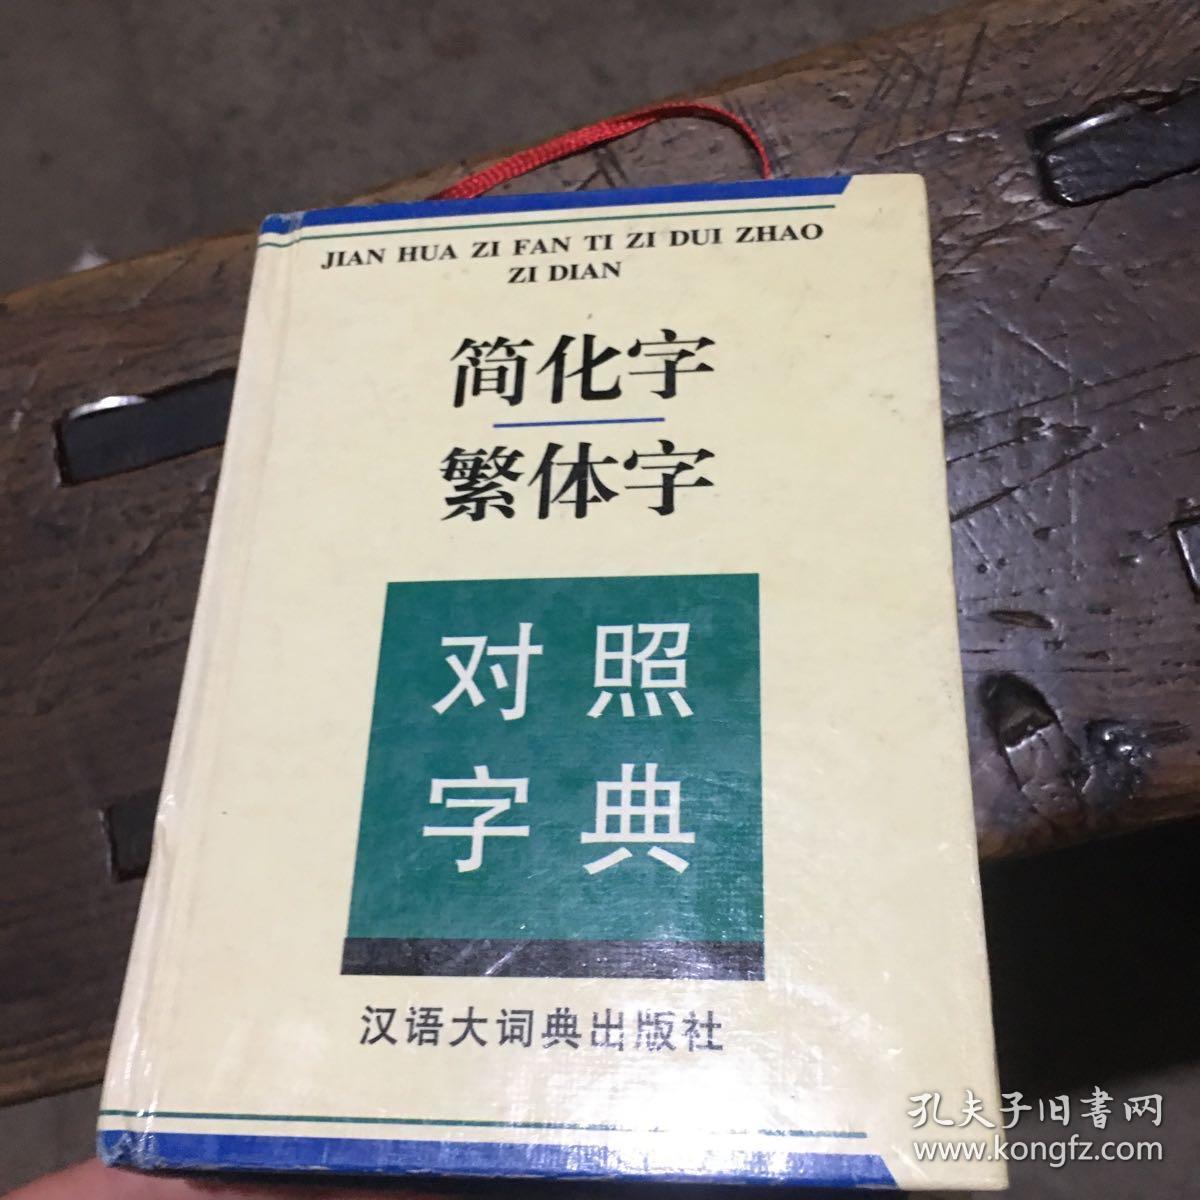 JIAN HUA ZI FAN TI ZI DUI ZHAO
ZI DIAN
简化字
繁体字
对照
字典
汉语大词典出版社
孔夫子旧書网
www.kongfz.com